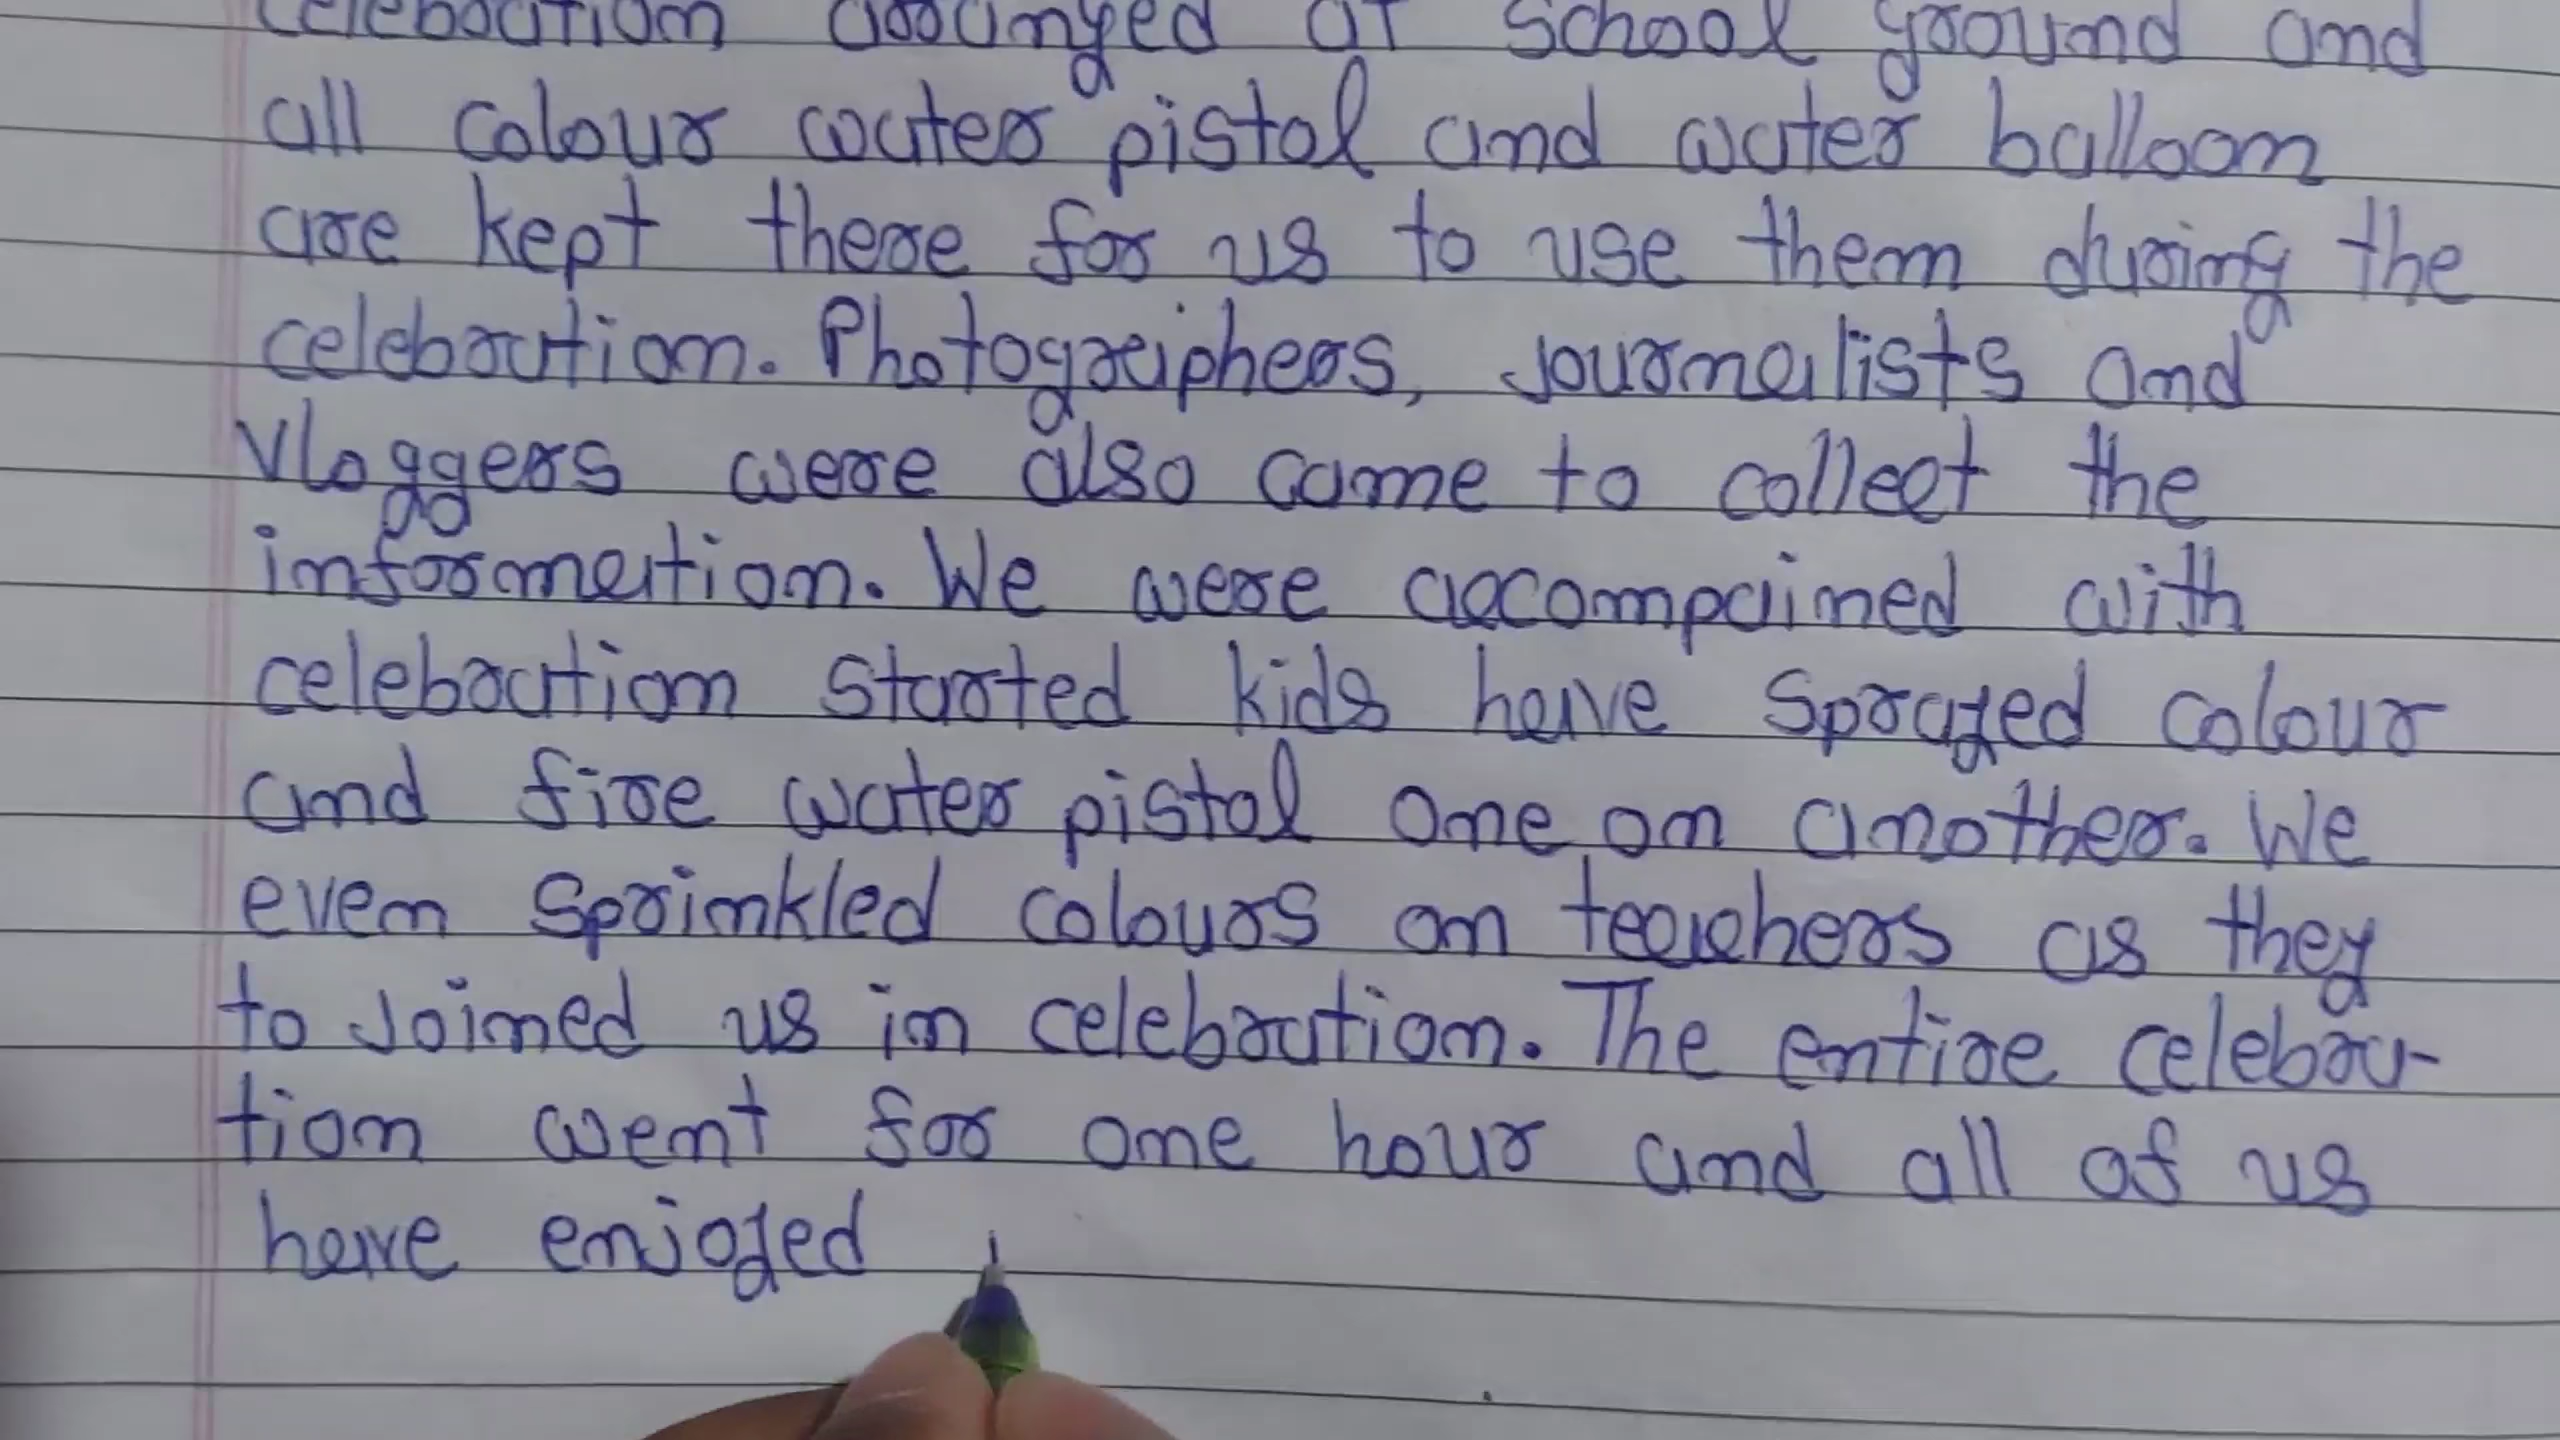 celebration arranged at school ground and
all colour water pistol and water balloon
are kept there for us to use them during the
celebration. Photographers, Journalists and
Vloggers were also came to collect the
information. We were accompained with
celebration started kids have sprayed colour
and fire water pistol one on another. We
even sprinkled colours on teachers as they
to Joined us in celebration. The entire celebra-
tion went for one hour and all of us
have enjoyed